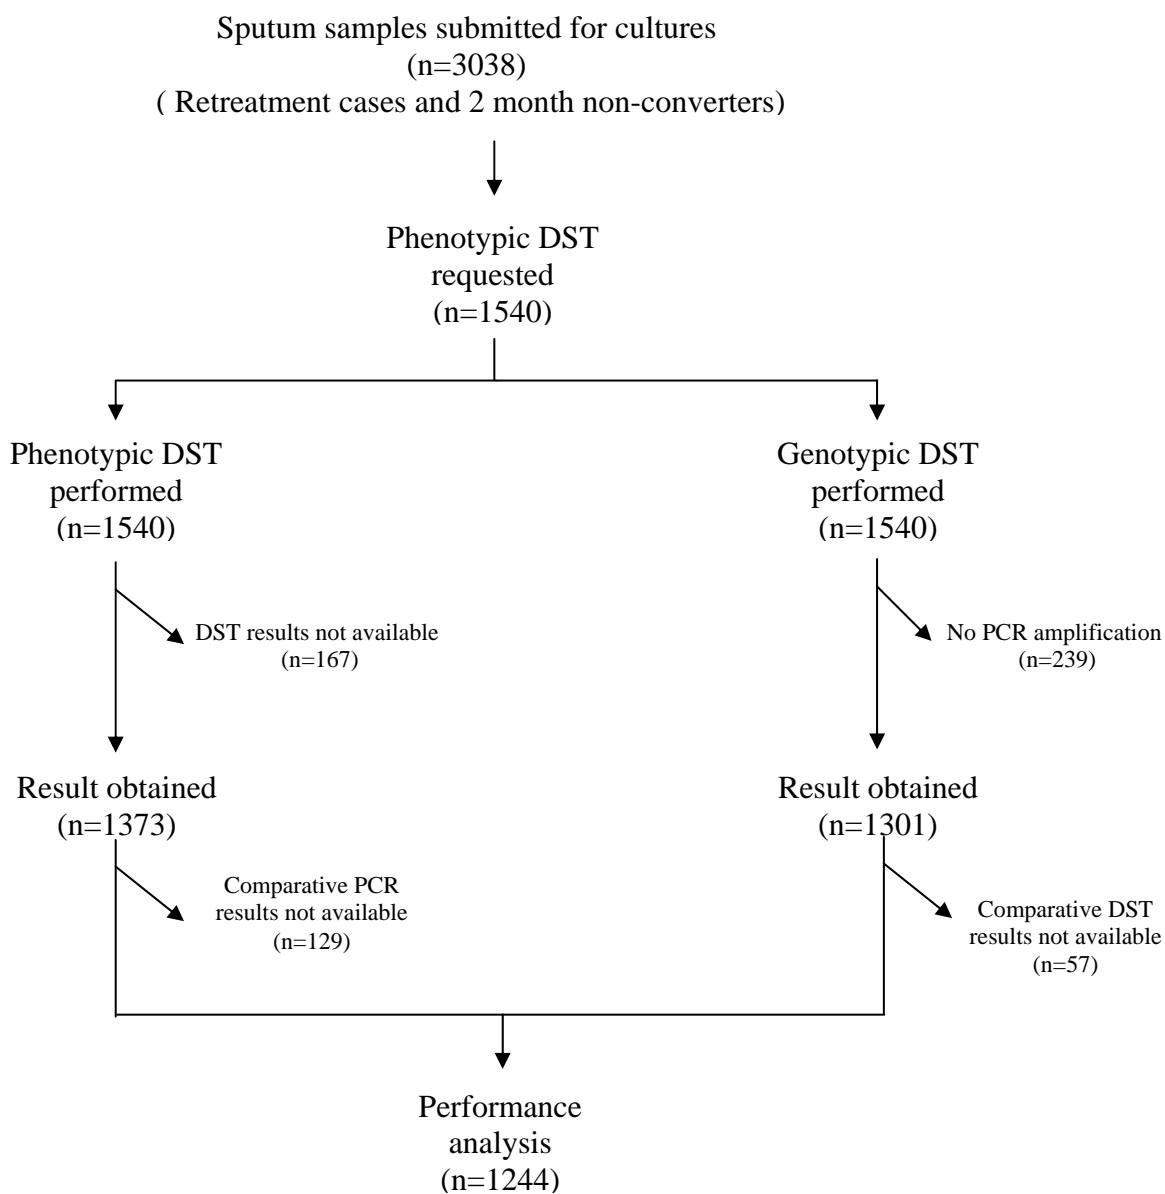 Sputum samples submitted for cultures
(n=3038)
( Retreatment cases and 2 month non-converters)
Phenotypic DST
requested
(n=1540)
Phenotypic DST
performed
(n=1540)
Genotypic DST
performed
(n=1540)
DST results not available
(n=167)
No PCR amplification
(n=239)
Result obtained
(n=1373)
Result obtained
(n=1301)
Comparative PCR
results not available
(n=129)
Comparative DST
results not available
(n=57)
Performance
analysis
(n=1244)